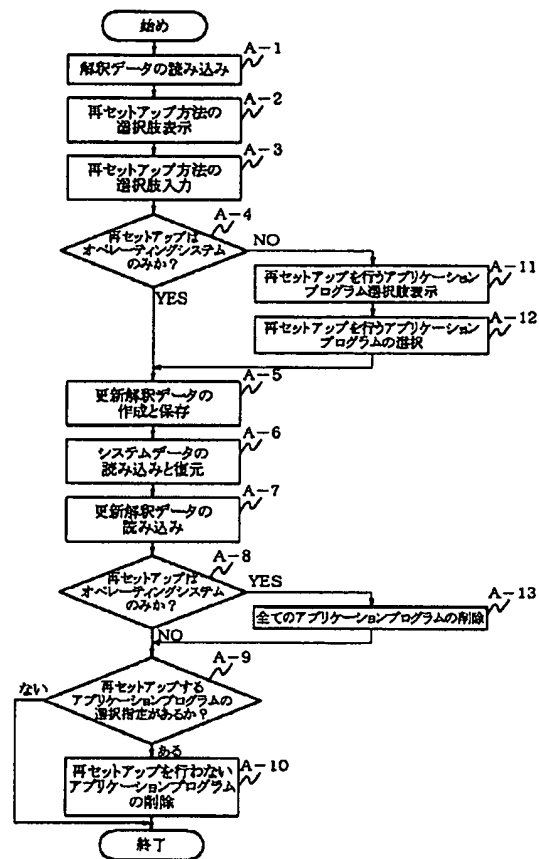 始め
A-1
解釈データの読み込み
A-2
再セットアップ方法の
選択肢表示
A-3
再セットアップ方法の
選択肢入力
A-4
再セットアップは
オペレーティングシステム
のみか?
NO
YES
A-11
再セットアップを行うアプリケーション
プログラム選択肢表示
A-12
再セットアップを行うアプリケーション
プログラムの選択
A-5
更新解釈データの
作成と保存
A-6
システムデータの
読み込みと復元
A-7
更新解釈データの
読み込み
A-8
再セットアップは
オペレーティングシステム
のみか?
YES
NO
A-13
全てのアプリケーションプログラムの削除
A-9
再セットアップする
アプリケーションプログラムの
選択指定があるか?
ない
ある
A-10
再セットアップを行わない
アプリケーションプログラム
の削除
終了